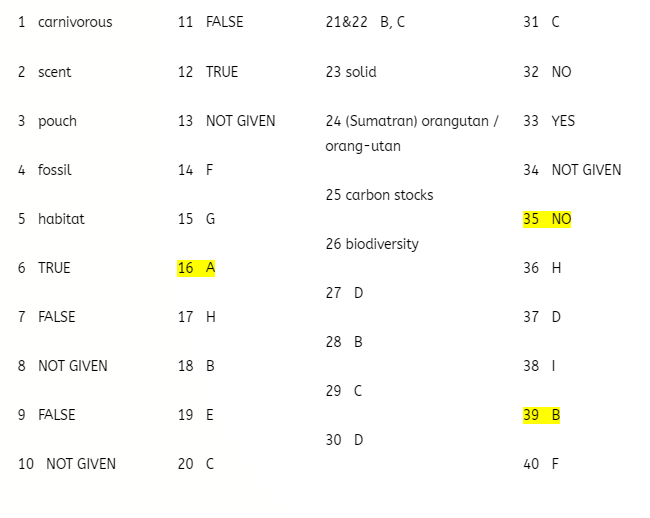 1 carnivorous
2 scent
3 pouch
4 fossil
5 habitat
6 TRUE
7 FALSE
8 NOT GIVEN
9 FALSE
10 NOT GIVEN
11 FALSE
12 TRUE
13 NOT GIVEN
14 F
15 G
16 A
17 H
18 B
19 E
20 C
21&22 B, C
23 solid
24 (Sumatran) orangutan /
orang-utan
25 carbon stocks
26 biodiversity
27 D
28 B
29 C
30 D
31 C
32 NO
33 YES
34 NOT GIVEN
35 NO
36 H
37 D
38 I
39 B
40 F